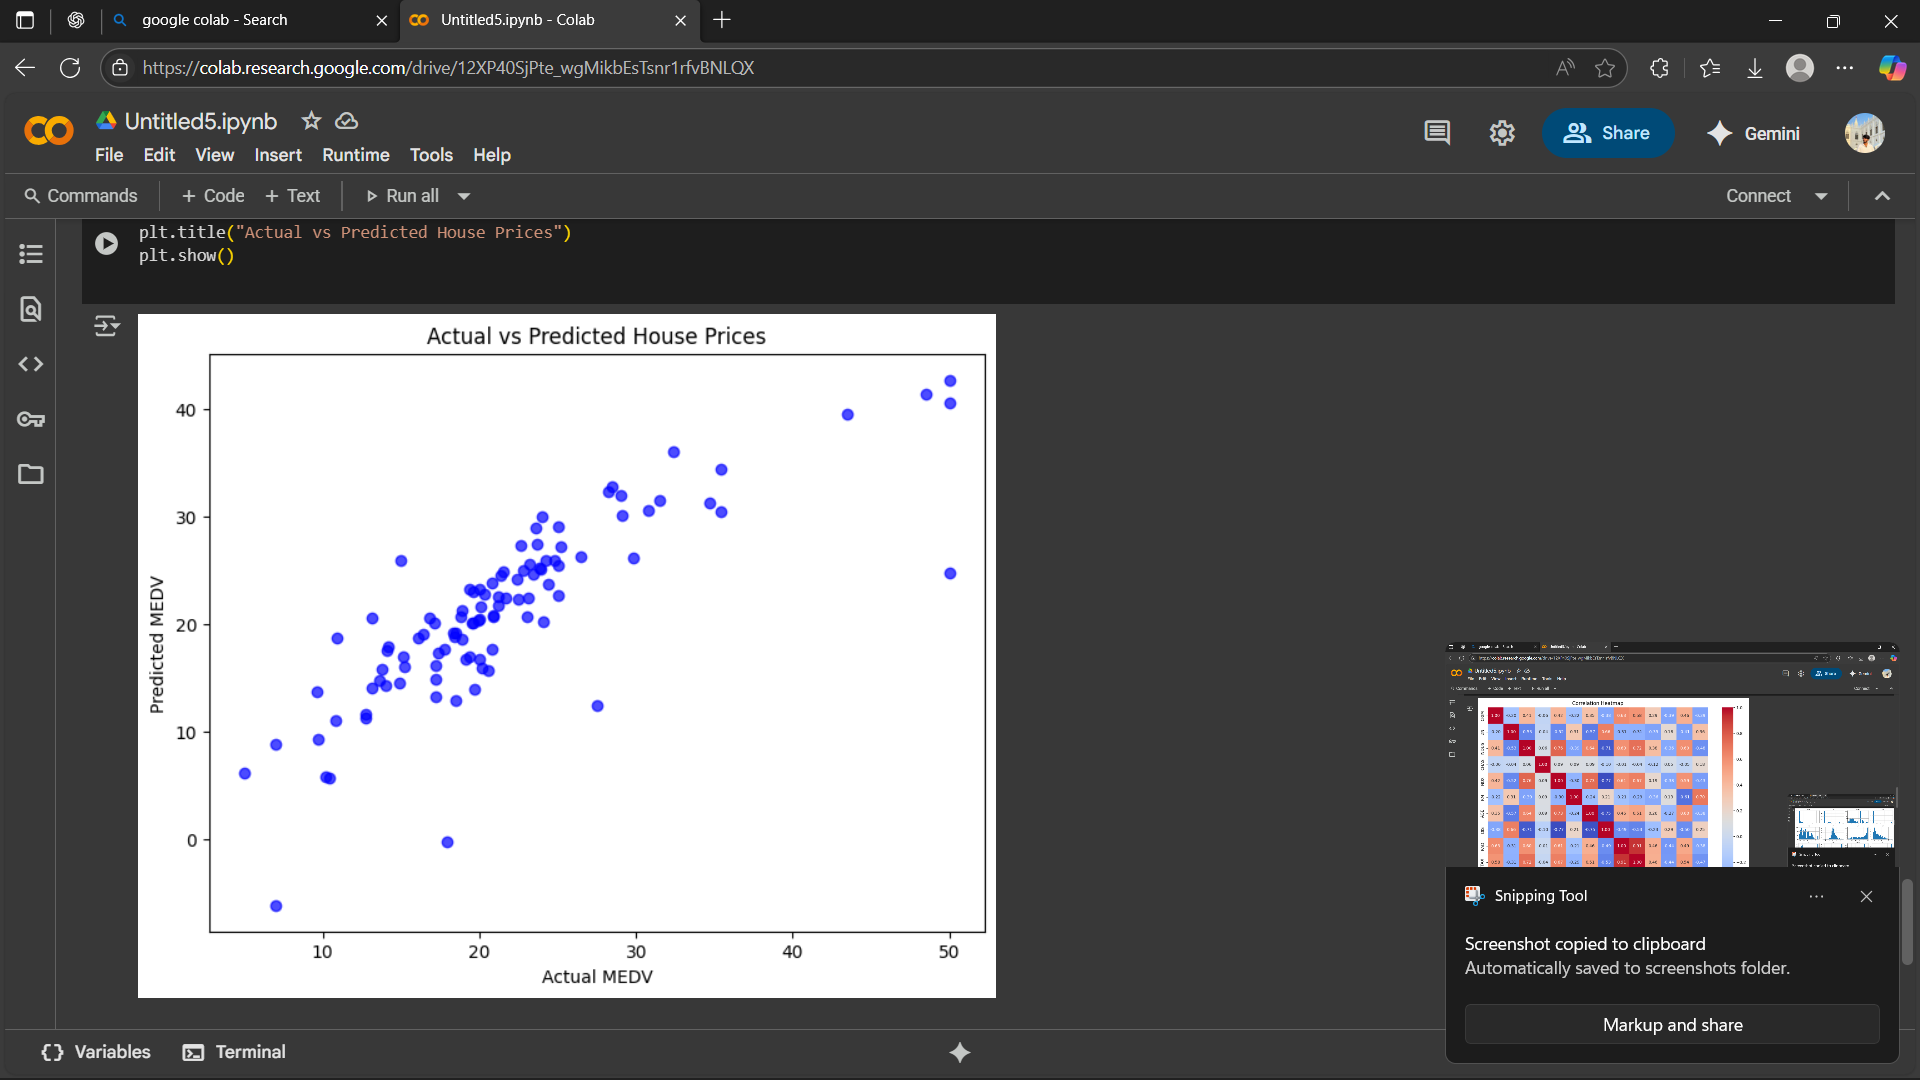 google colab - Search
Untitled5.ipynb - Colab
https://colab.research.google.com/drive/12XP40SjPte_wgMikbEsTsnr1rfvBNLQX
Untitled5.ipynb
File Edit View Insert Runtime Tools Help
Share
Gemini
Commands + Code + Text Run all
Connect
plt.title("Actual vs Predicted House Prices")
plt.show()
Actual vs Predicted House Prices
40
30
20
10
0
Predicted MEDV
10 20 30 40 50
Actual MEDV
Correlation Heatmap
Snipping Tool
Screenshot copied to clipboard
Automatically saved to screenshots folder.
Markup and share
Variables
Terminal